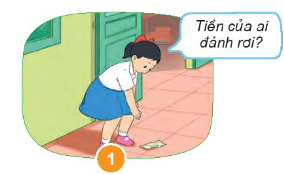 Tiền của ai
đánh rơi?
1